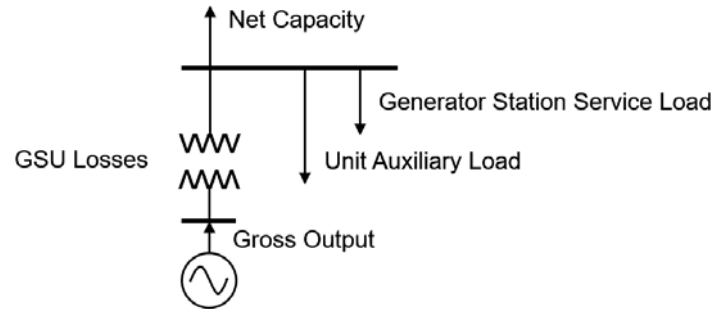 Net Capacity
Generator Station Service Load
GSU Losses
Unit Auxiliary Load
Gross Output